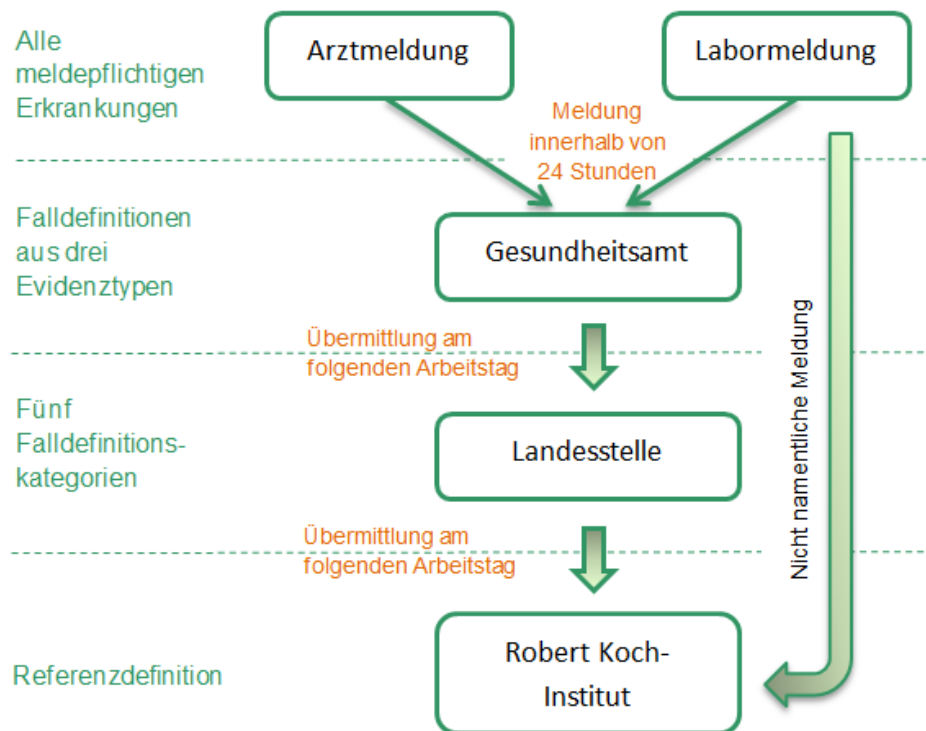 Alle
meldepflichtigen
Erkrankungen
Arztmeldung
Labormeldung
Meldung
innerhalb von
24 Stunden
Falldefinitionen
aus drei
Evidenztypen
Gesundheitsamt
Übermittlung am
folgenden Arbeitstag
Nicht namentliche Meldung
Fünf
Falldefinitions-
kategorien
Landesstelle
Übermittlung am
folgenden Arbeitstag
Referenzdefinition
Robert Koch-
Institut